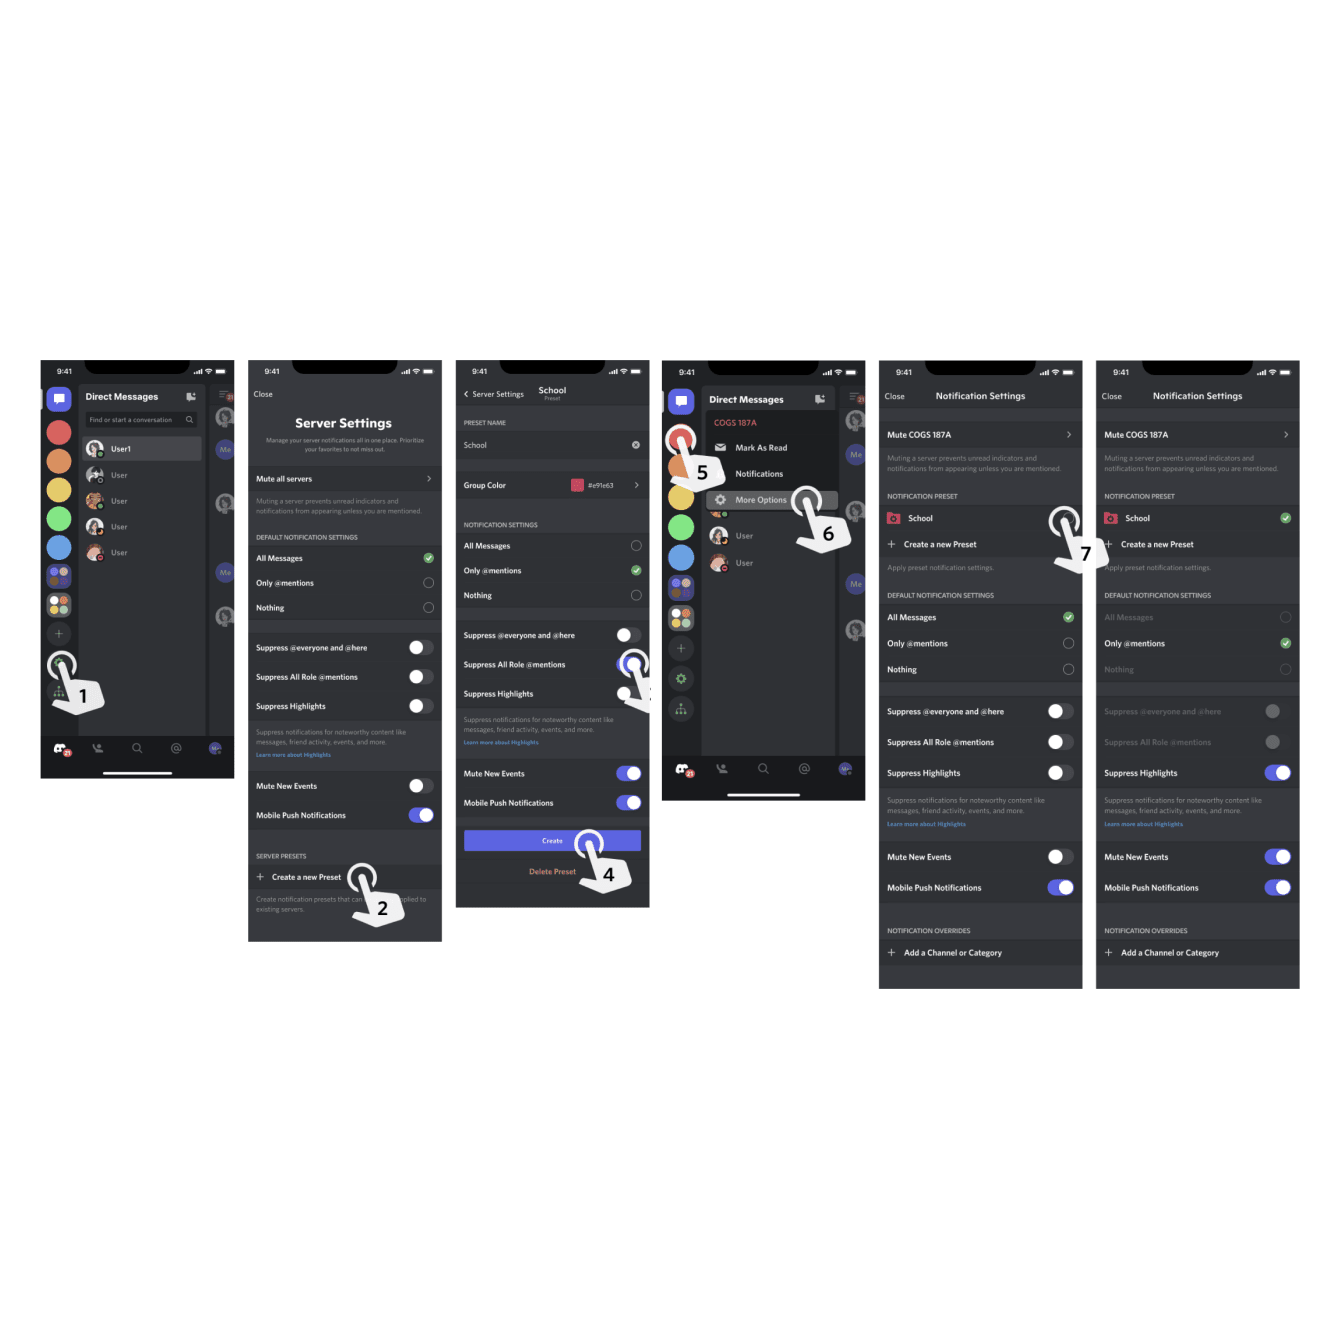 9:41
Direct Messages
Find or start a conversation
User1
User
User
User
User
Me
Me
21
1
9:41
Close
Server Settings
Manage your server notifications all in one place. Prioritize
your favorites to not miss out.
Mute all servers
Muting a server prevents unread indicators and
notifications from appearing unless you are mentioned.
DEFAULT NOTIFICATION SETTINGS
All Messages
Only @mentions
Nothing
Suppress @everyone and @here
Suppress All Role @mentions
Suppress Highlights
Suppress notifications for noteworthy content like
messages, friend activity, events, and more.
Learn more about Highlights
Mute New Events
Mobile Push Notifications
SERVER PRESETS
+ Create a new Preset
Create notification presets that can
plied to
existing servers.
2
9:41
Server Settings
School
Preset
PRESET NAME
School
Group Color
#e91e63
NOTIFICATION SETTINGS
All Messages
Only @mentions
Nothing
Suppress @everyone and @here
Suppress All Role @mentions
Suppress Highlights
Suppress notifications for noteworthy content like
messages, friend activity, events, and more.
Learn more about Highlights
Mute New Events
Mobile Push Notifications
Create
Delete Preset
4
9:41
Direct Messages
COGS 187A
Mark As Read
Notifications
More Options
User
User
Me
Me
21
5
6
9:41
Close
Notification Settings
Mute COGS 187A
Muting a server prevents unread indicators and
notifications from appearing unless you are mentioned.
NOTIFICATION PRESET
School
+ Create a new Preset
Apply preset notification settings.
DEFAULT NOTIFICATION SETTINGS
All Messages
Only @mentions
Nothing
Suppress @everyone and @here
Suppress All Role @mentions
Suppress Highlights
Suppress notifications for noteworthy content like
messages, friend activity, events, and more.
Learn more about Highlights
Mute New Events
Mobile Push Notifications
NOTIFICATION OVERRIDES
+ Add a Channel or Category
7
9:41
Close
Notification Settings
Mute COGS 187A
Muting a server prevents unread indicators and
notifications from appearing unless you are mentioned.
NOTIFICATION PRESET
School
+ Create a new Preset
Apply preset notification settings.
DEFAULT NOTIFICATION SETTINGS
All Messages
Only @mentions
Nothing
Suppress @everyone and @here
Suppress All Role @mentions
Suppress Highlights
Suppress notifications for noteworthy content like
messages, friend activity, events, and more.
Learn more about Highlights
Mute New Events
Mobile Push Notifications
NOTIFICATION OVERRIDES
+ Add a Channel or Category